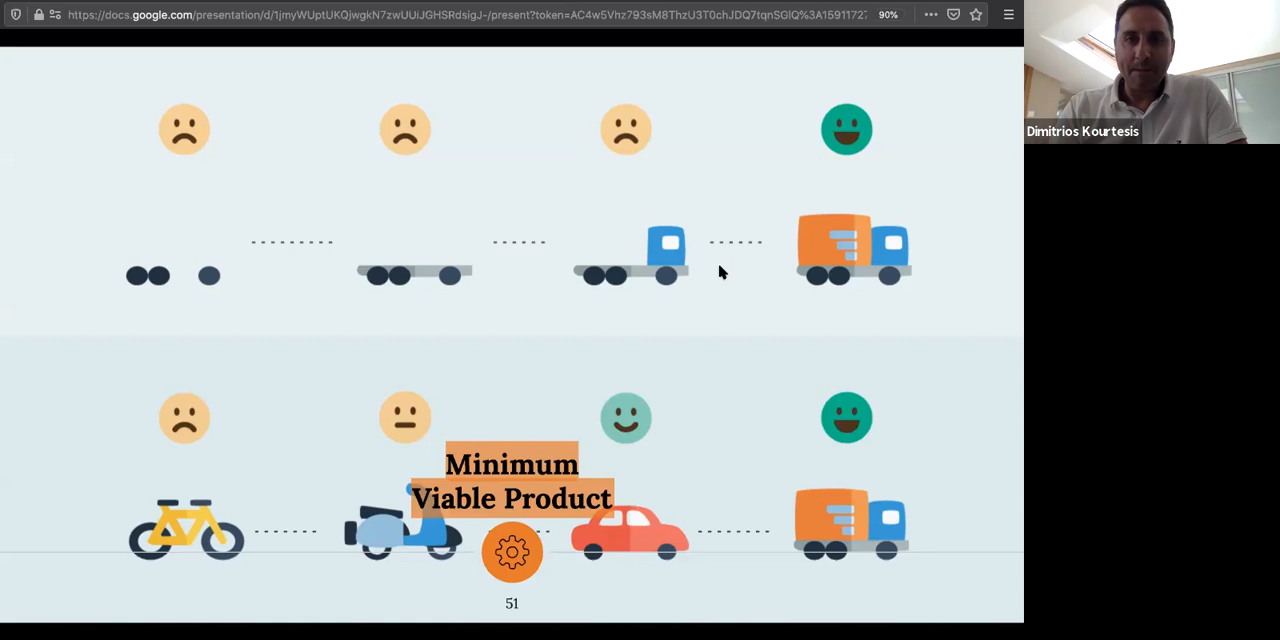 https://docs.google.com/presentation/d/1jmyWUptUKQjwgkN7zwUUiJGHSRdsigJ-/present?token=AC4w5Vhz793sM8ThzU3T0chJDQ7tqnSGlQ%3A15911727
90%
Dimitrios Kourtesis
Minimum
Viable Product
51